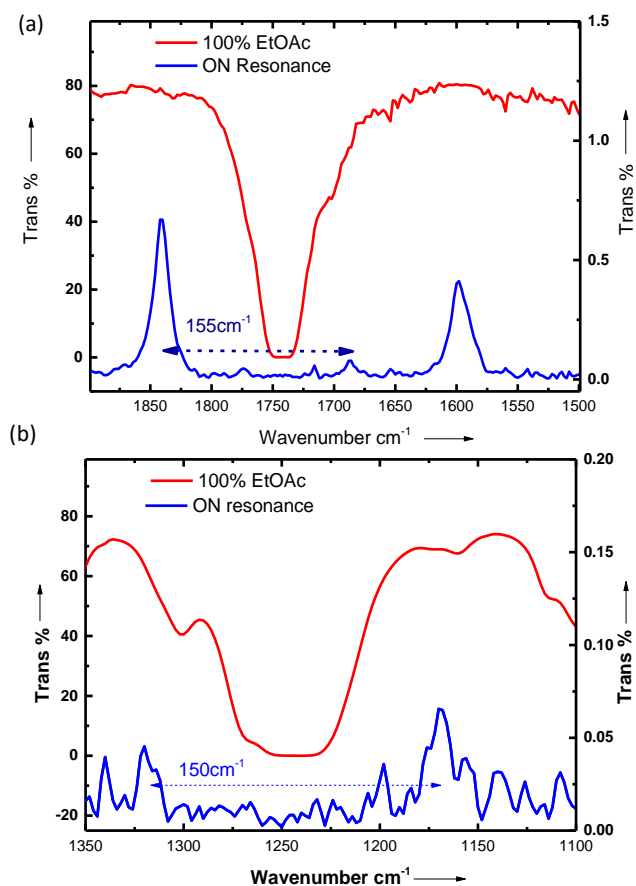 (a)
100% EtOAc
ON Resonance
Trans %
80
60
40
20
0
1.5
1.0
0.5
0.0
Trans %
155cm⁻¹
1850 1800 1750 1700 1650 1600 1550 1500
Wavenumber cm⁻¹
(b)
100% EtOAc
ON resonance
Trans %
80
60
40
20
0
-20
0.20
0.15
0.10
0.05
0.00
Trans %
150cm⁻¹
1350 1300 1250 1200 1150 1100
Wavenumber cm⁻¹